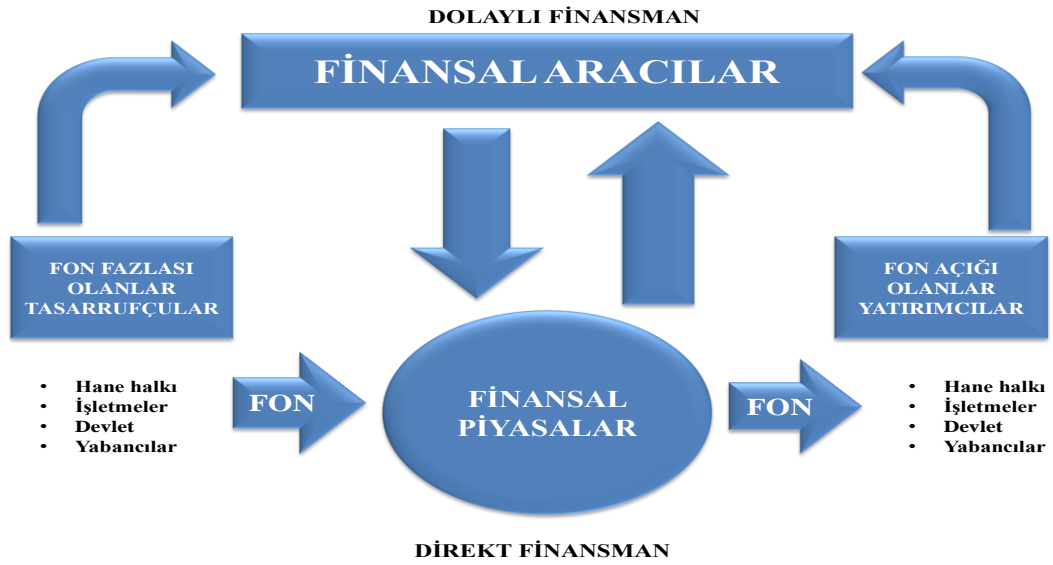 DOLAYLI FİNANSMAN
FİNANSAL ARACILAR
FON FAZLASI
OLANLAR
TASARRUFÇULAR
FON AÇIĞI
OLANLAR
YATIRIMCILAR
• Hane halkı
• İşletmeler
• Devlet
• Yabancılar
FON
FİNANSAL
PİYASALAR
FON
• Hane halkı
• İşletmeler
• Devlet
• Yabancılar
DİREKT FİNANSMAN